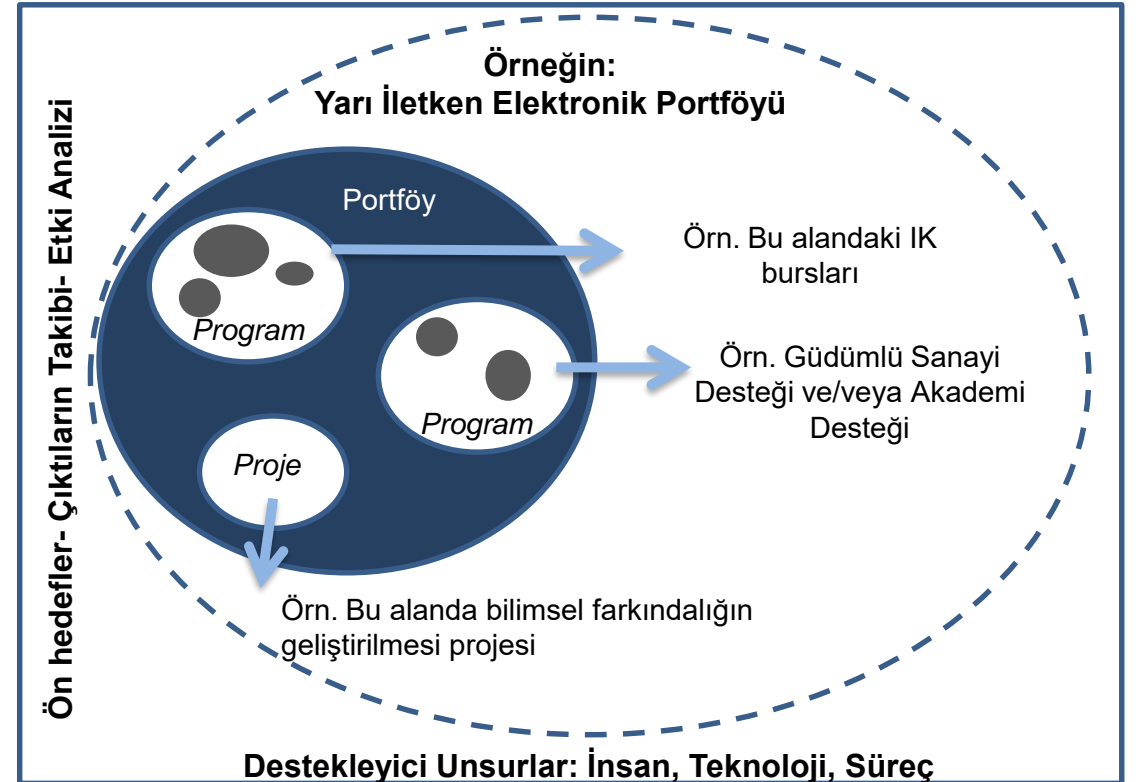 Örneğin:
Yarı İletken Elektronik Portföyü
Ön hedefler- Çıktıların Takibi- Etki Analizi
Portföy
Program
Örn. Bu alandaki IK
bursları
Program
Örn. Güdümlü Sanayi
Desteği ve/veya Akademi
Desteği
Proje
Örn. Bu alanda bilimsel farkındalığın
geliştirilmesi projesi
Destekleyici Unsurlar: İnsan, Teknoloji, Süreç